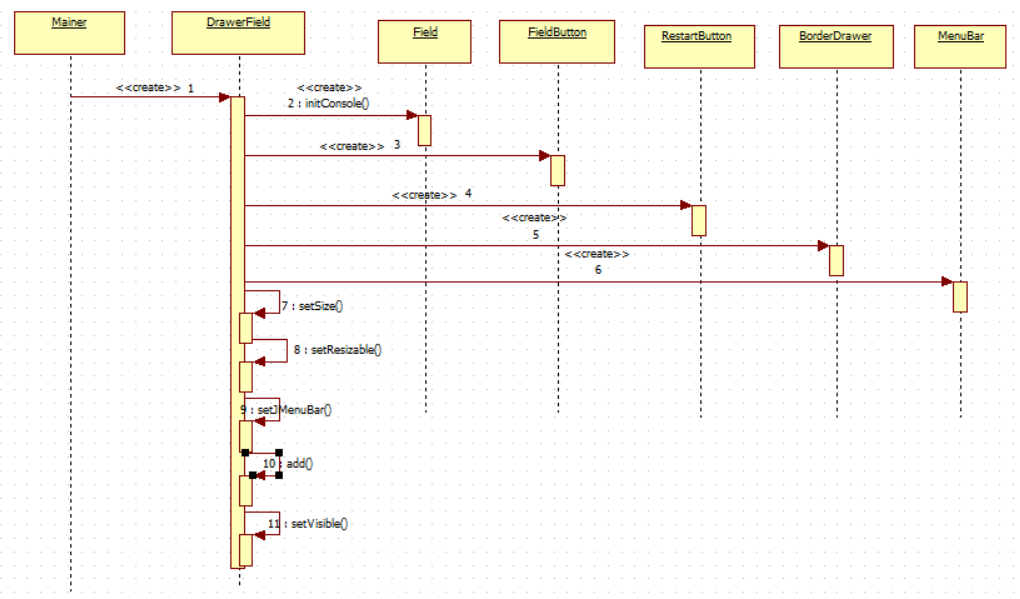 Mainer
DrawerField
Field
FieldButton
RestartButton
BorderDrawer
MenuBar
<<create>> 1
<<create>>
2 : initConsole()
<<create>> 3
<<create>> 4
<<create>>
5
<<create>>
6
7 : setSize()
8 : setResizable()
9 : setJMenuBar()
10 : add()
11 : setVisible()